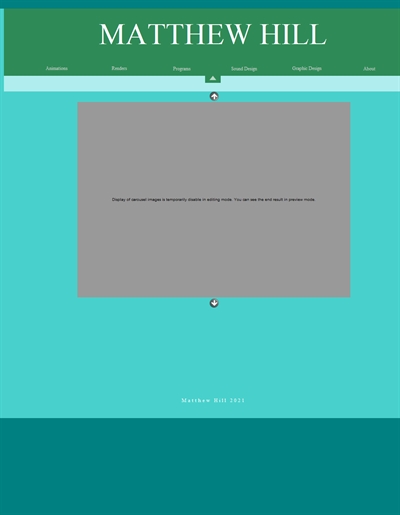 MATTHEW HILL
Animations Renders Programs Sound Design Graphic Design About
Display of carousel images is temporarily disable in editing mode. You can see the end result in preview mode.
Matthew Hill 2021